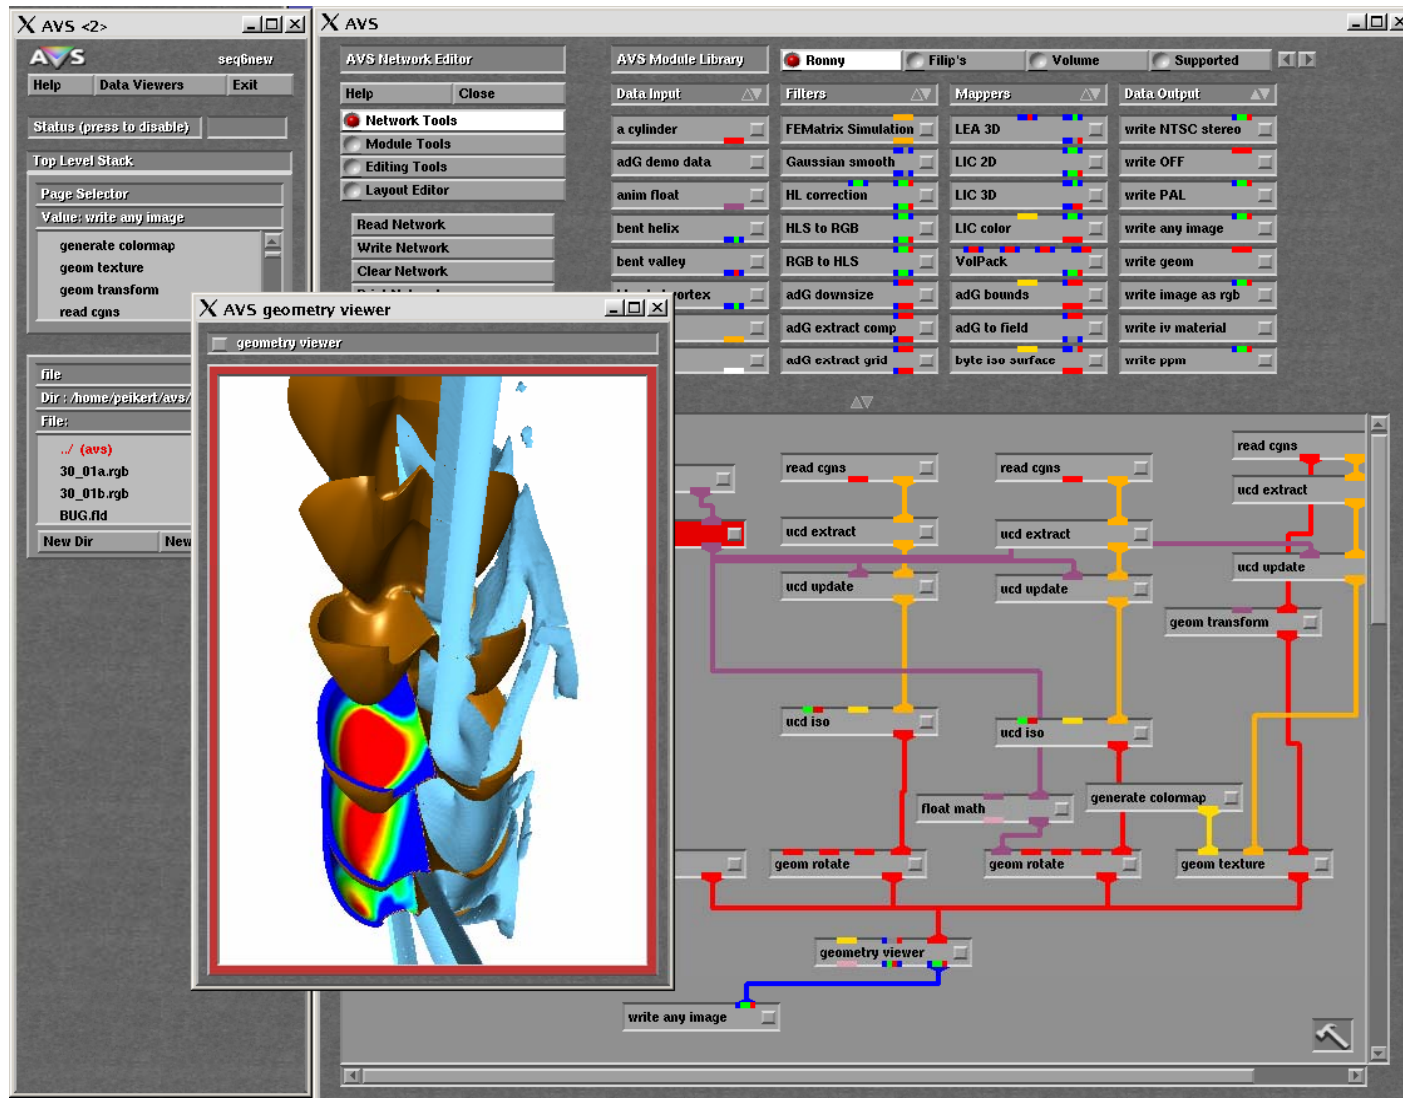 AVS <2>
AVS
seq6new
Help Data Viewers Exit
Status (press to disable)
Top Level Stack
Page Selector
Value: write any image
generate colormap
geom texture
geom transform
read cgns
file
Dir : /home/peikert/avs/
File:
../ (avs)
30_01a.rgb
30_01b.rgb
BUG.fld
New Dir New
AVS
AVS Network Editor
Help Close
Network Tools
Module Tools
Editing Tools
Layout Editor
Read Network
Write Network
Clear Network
AVS Module Library Ronny Filip's Volume Supported
Data Input Filters Mappers Data Output
a cylinder FEMatrix Simulation LEA 3D write NTSC stereo
adG demo data Gaussian smooth LIC 2D write OFF
anim float HL correction LIC 3D write PAL
bent helix HLS to RGB LIC color write any image
bent valley RGB to HLS VolPack write geom
vortex adG downsize adG bounds write image as rgb
adG extract comp adG to field write iv material
adG extract grid byte iso surface write ppm
AVS geometry viewer
geometry viewer
read cgns
read cgns
read cgns
ucd extract
ucd extract
ucd extract
ucd update
ucd update
ucd update
geom transform
ucd iso
ucd iso
float math
generate colormap
geom rotate
geom rotate
geom texture
geometry viewer
write any image